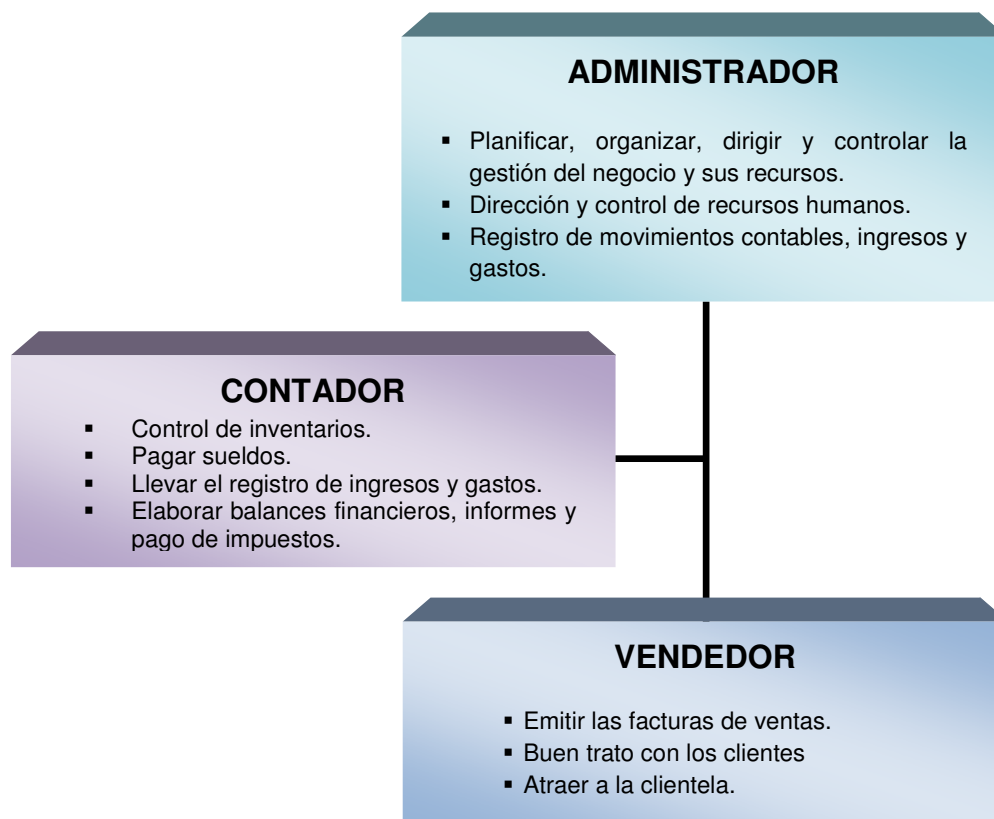 ADMINISTRADOR
▪ Planificar, organizar, dirigir y controlar la
gestión del negocio y sus recursos.
▪ Dirección y control de recursos humanos.
▪ Registro de movimientos contables, ingresos y
gastos.
CONTADOR
▪ Control de inventarios.
▪ Pagar sueldos.
▪ Llevar el registro de ingresos y gastos.
▪ Elaborar balances financieros, informes y
pago de impuestos.
VENDEDOR
▪ Emitir las facturas de ventas.
▪ Buen trato con los clientes
▪ Atraer a la clientela.